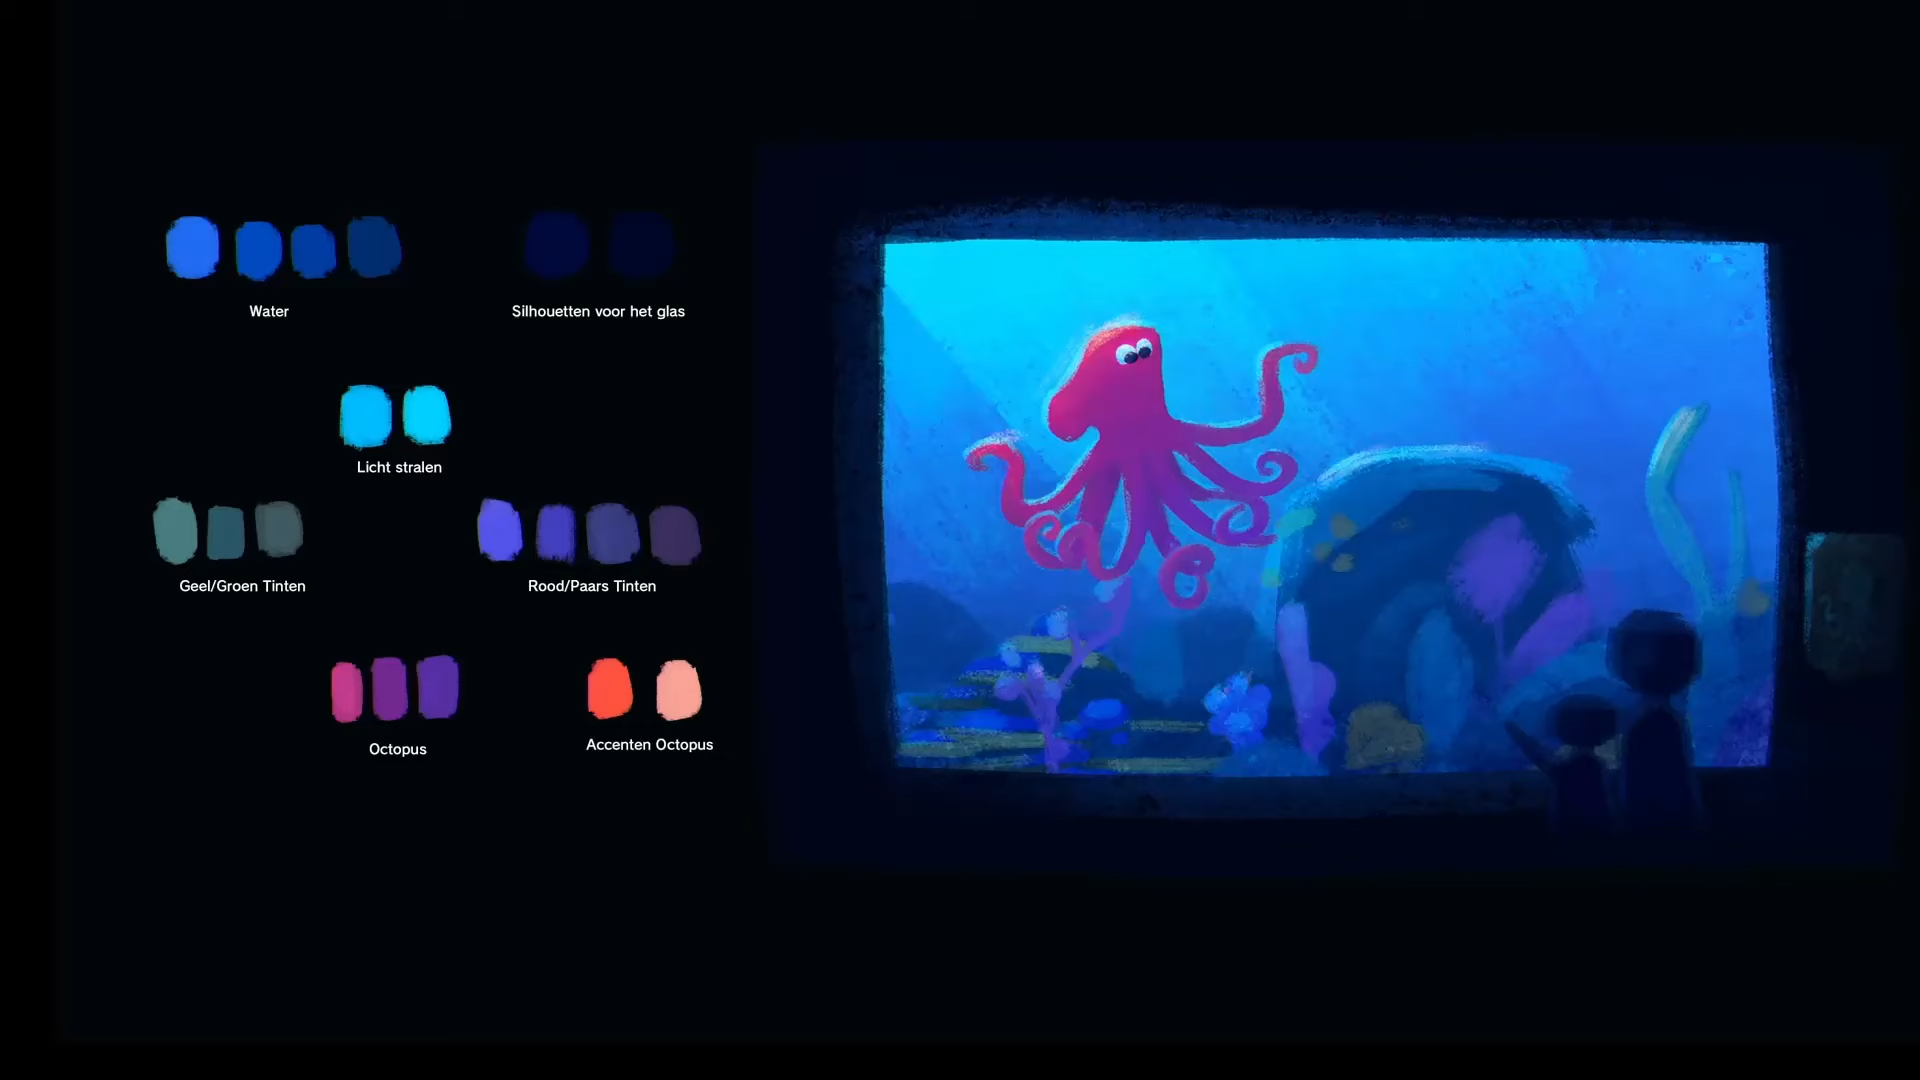 Water
Silhouetten voor het glas
Licht stralen
Geel/Groen Tinten
Rood/Paars Tinten
Octopus
Accenten Octopus